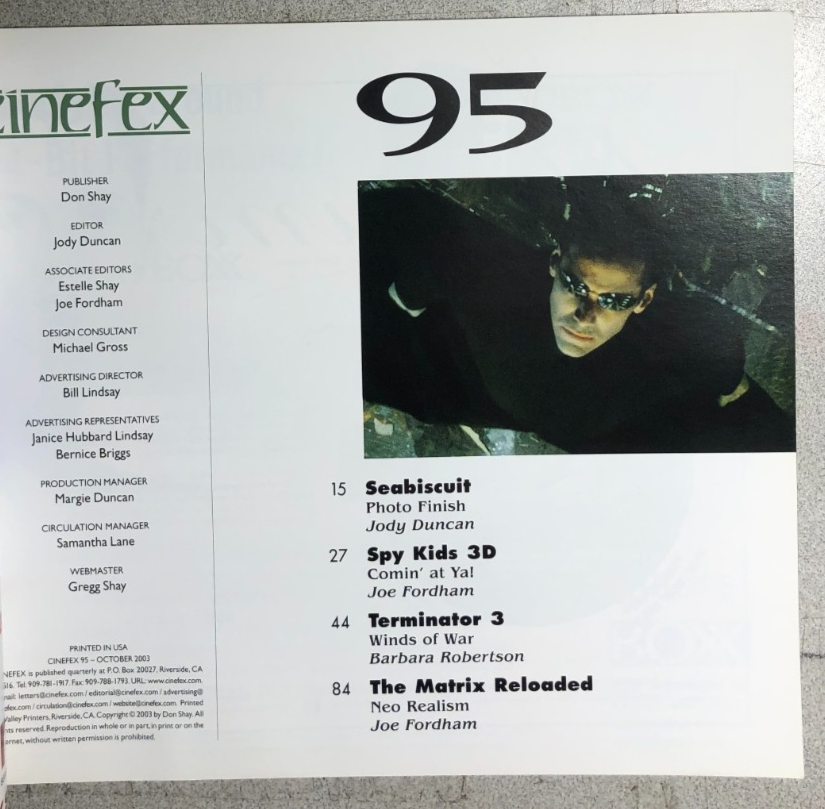 cinefex
PUBLISHER
Don Shay
EDITOR
Jody Duncan
ASSOCIATE EDITORS
Estelle Shay
Joe Fordham
DESIGN CONSULTANT
Michael Gross
ADVERTISING DIRECTOR
Bill Lindsay
ADVERTISING REPRESENTATIVES
Janice Hubbard Lindsay
Bernice Briggs
PRODUCTION MANAGER
Margie Duncan
CIRCULATION MANAGER
Samantha Lane
WEBMASTER
Gregg Shay
PRINTED IN USA
CINEFEX 95 – OCTOBER 2003
NEFEX is published quarterly at P.O. Box 20027, Riverside, CA
516. Tel: 909-781-1917. Fax: 909-788-1793. URL: www.cinefex.com.
mail: letters@cinefex.com / editorial@cinefex.com / advertising@
efex.com / circulation@cinefex.com / website@cinefex.com. Printed
Valley Printers, Riverside, CA. Copyright © 2003 by Don Shay. All
hts reserved. Reproduction in whole or in part, in print or on the
ernet, without written permission is prohibited.
95
15 Seabiscuit
Photo Finish
Jody Duncan
27 Spy Kids 3D
Comin' at Ya!
Joe Fordham
44 Terminator 3
Winds of War
Barbara Robertson
84 The Matrix Reloaded
Neo Realism
Joe Fordham